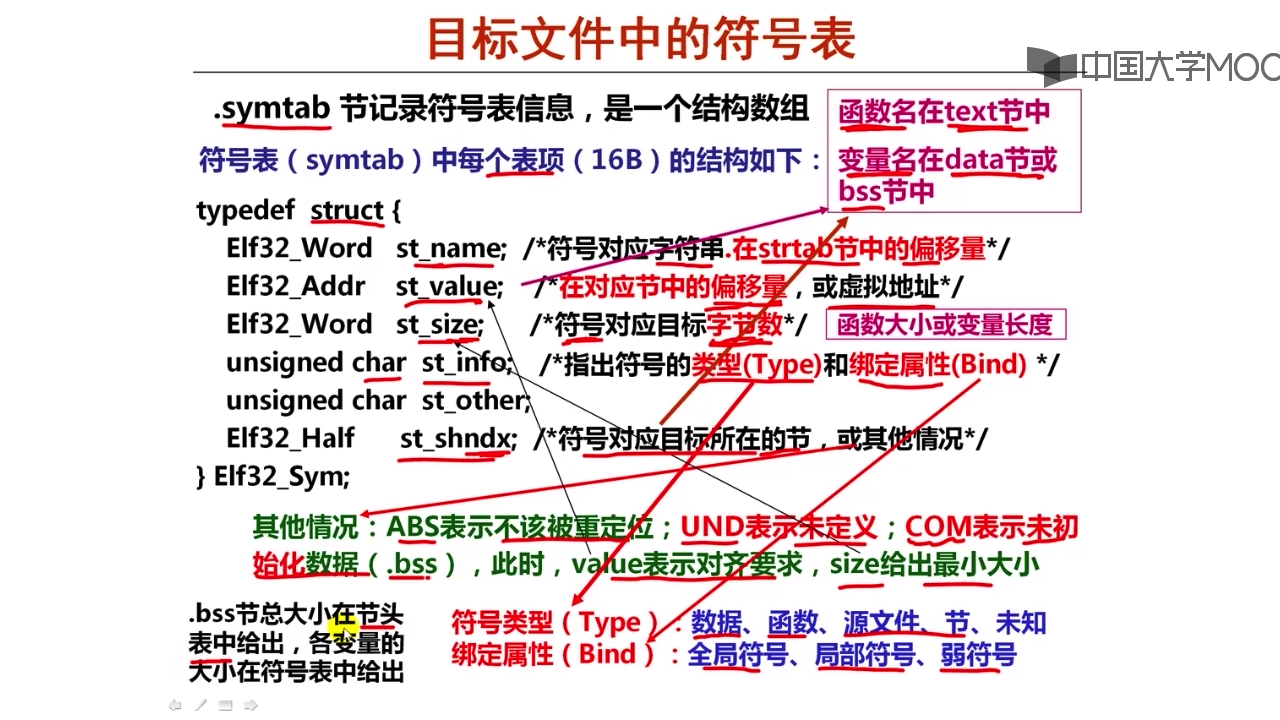 目标文件中的符号表
中国大学MOO
.symtab 节记录符号表信息，是一个结构数组
函数名在text节中
变量名在data节或
bss节中
符号表（symtab）中每个表项（16B）的结构如下：
typedef struct {
Elf32_Word st_name; /*符号对应字符串.在strtab节中的偏移量*/
Elf32_Addr st_value; /*在对应节中的偏移量，或虚拟地址*/
Elf32_Word st_size; /*符号对应目标字节数*/ 函数大小或变量长度
unsigned char st_info; /*指出符号的类型(Type)和绑定属性(Bind) */
unsigned char st_other;
Elf32_Half st_shndx; /*符号对应目标所在的节，或其他情况*/
} Elf32_Sym;
其他情况：ABS表示不该被重定位；UND表示未定义；COM表示未初
始化数据（.bss），此时，value表示对齐要求，size给出最小大小
.bss节总大小在节头
表中给出，各变量的
大小在符号表中给出
符号类型（Type）：数据、函数、源文件、节、未知
绑定属性（Bind）：全局符号、局部符号、弱符号